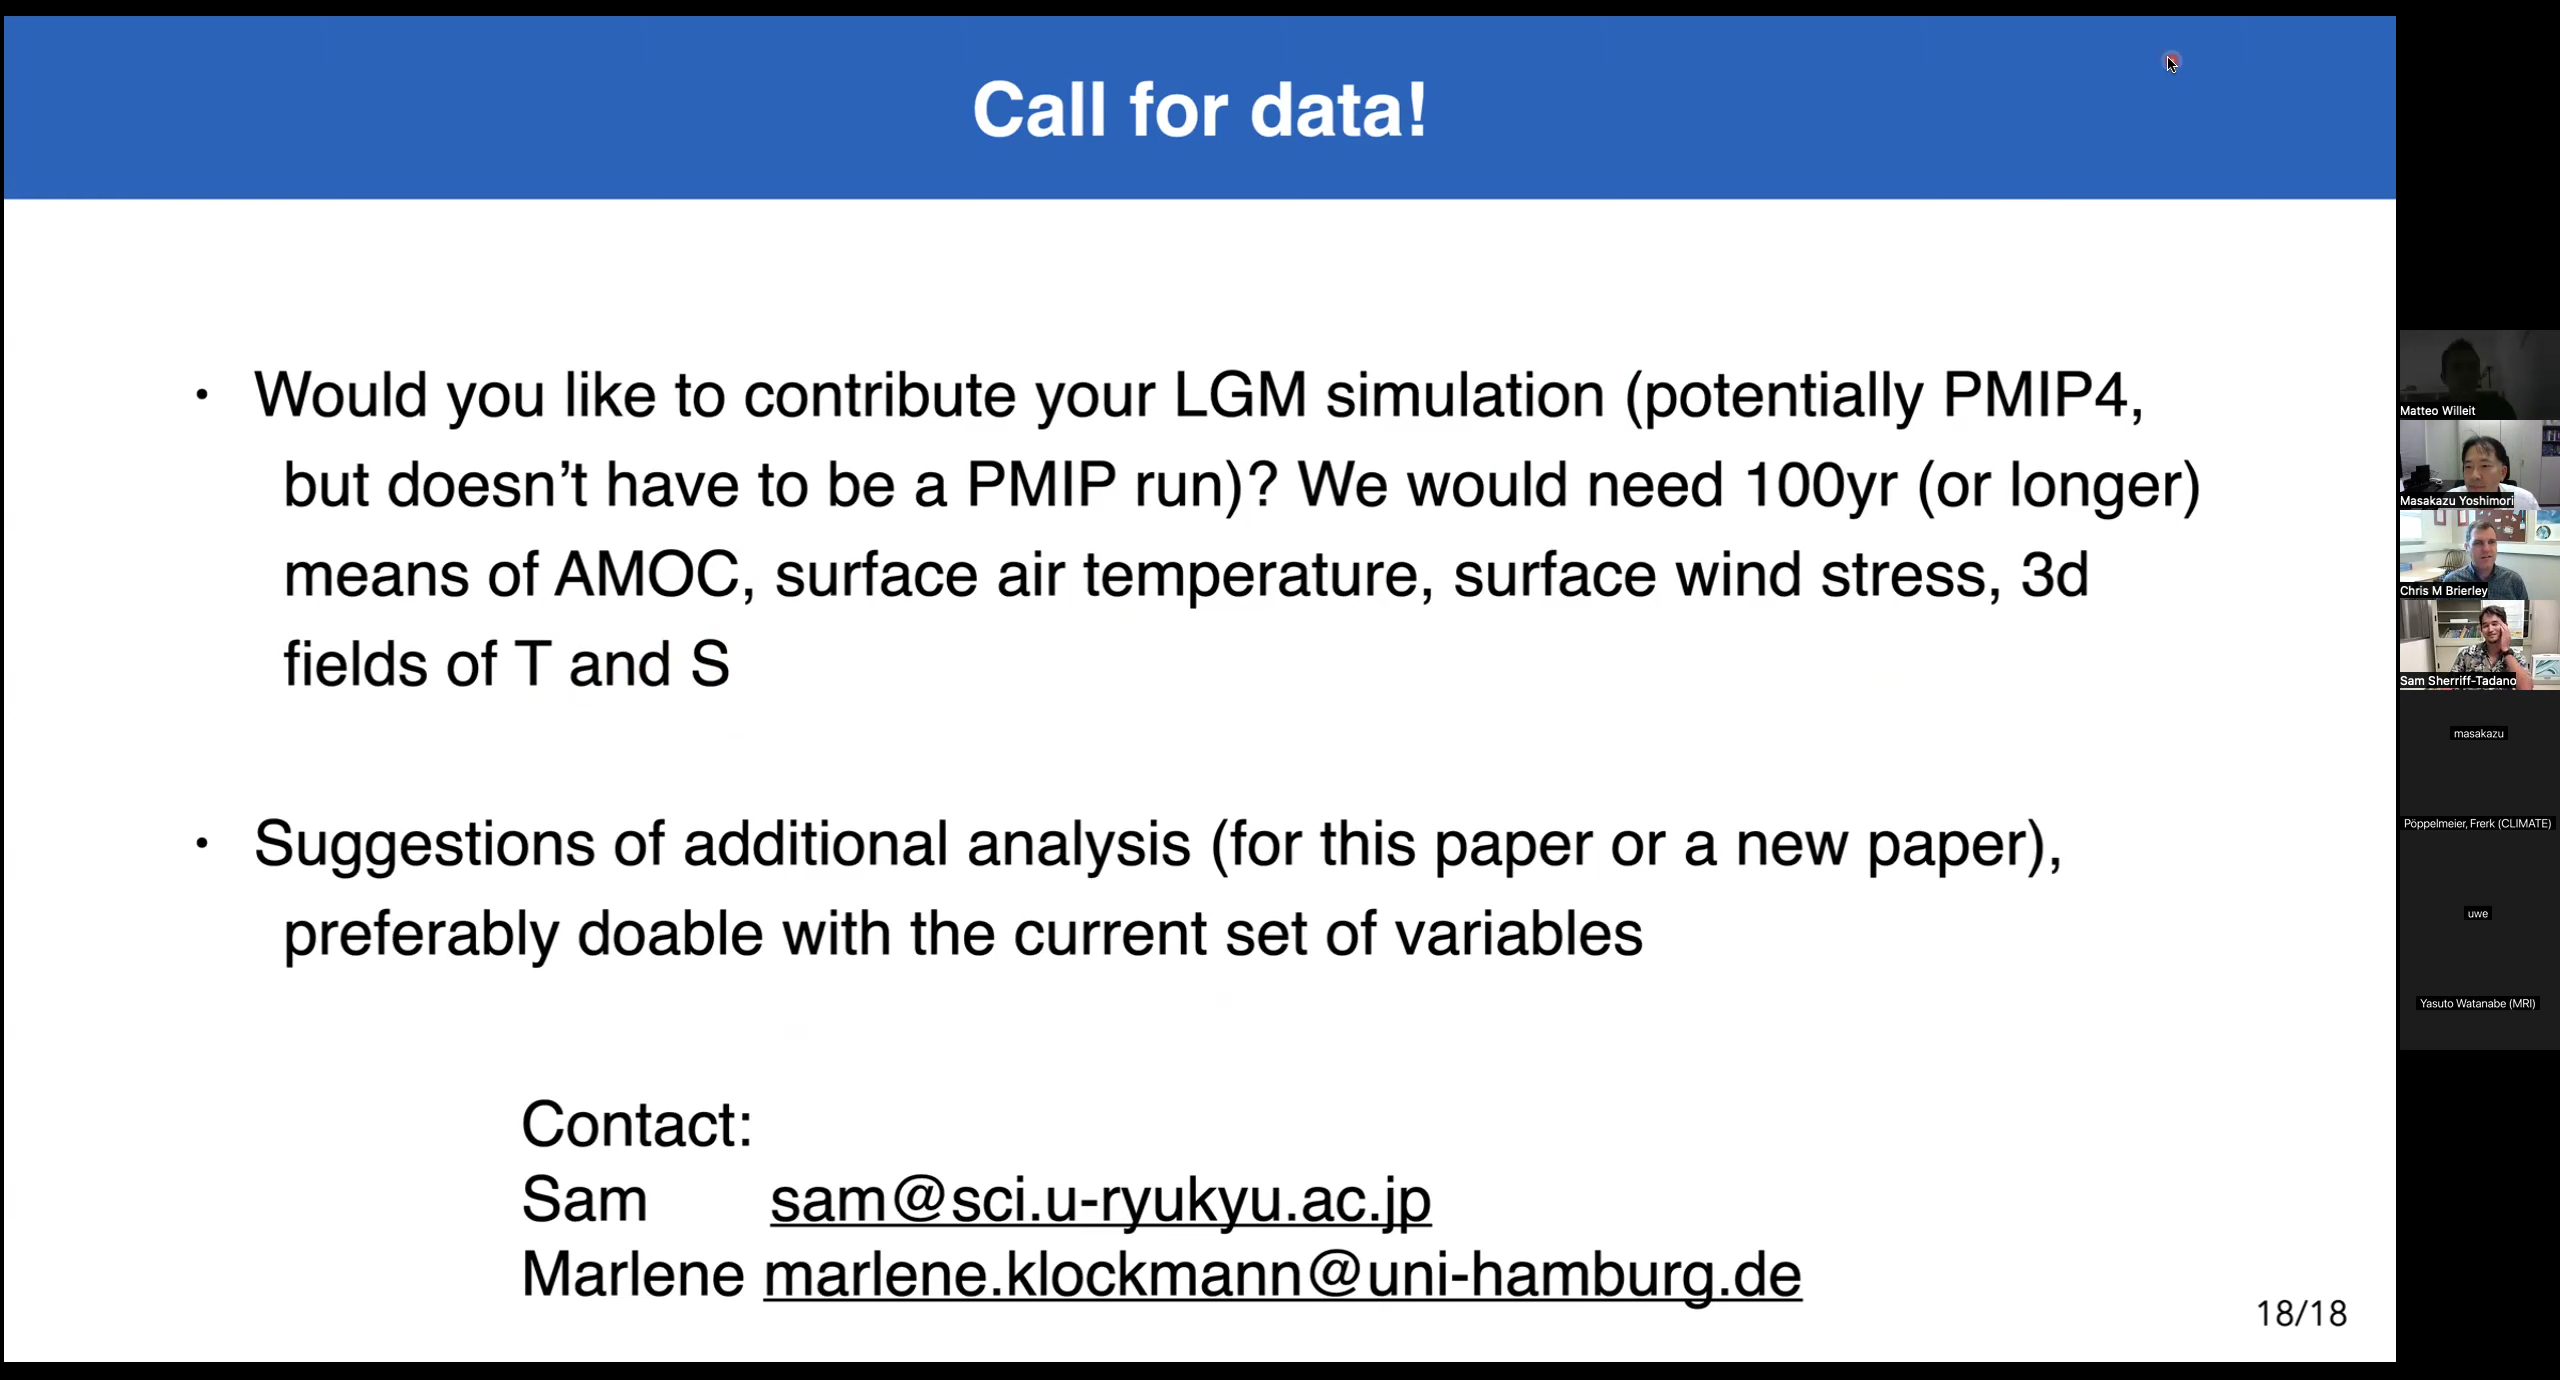 Call for data!
• Would you like to contribute your LGM simulation (potentially PMIP4,
but doesn’t have to be a PMIP run)? We would need 100yr (or longer)
means of AMOC, surface air temperature, surface wind stress, 3d
fields of T and S
• Suggestions of additional analysis (for this paper or a new paper),
preferably doable with the current set of variables
Contact:
Sam sam@sci.u-ryukyu.ac.jp
Marlene marlene.klockmann@uni-hamburg.de
18/18
Matteo Willeit
Masakazu Yoshimori
Chris M Brierley
Sam Sherriff-Tadano
masakazu
Pöppelmeier, Frerk (CLIMATE)
uwe
Yasuto Watanabe (MRI)